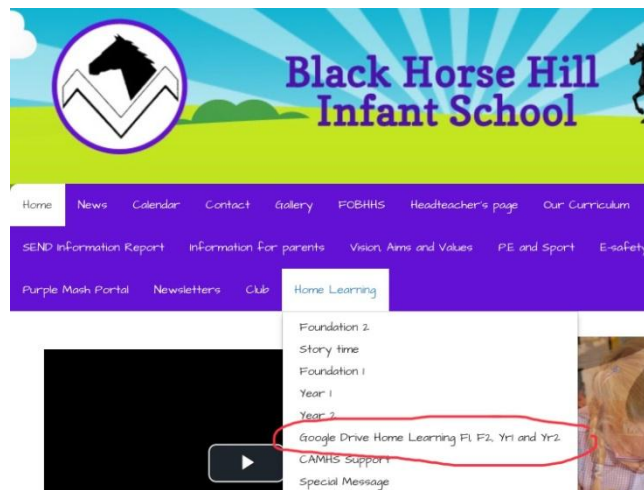 Black Horse Hill
Infant School
Home News Calendar Contact Gallery FOBHHS Headteacher's page Our Curriculum
SEND Information Report Information for parents Vision, Aims and Values P.E and Sport E-safety
Purple Mash Portal Newsletters Club Home Learning
Foundation 2
Story time
Foundation 1
Year 1
Year 2
Google Drive Home Learning F1, F2, Yr1 and Yr2
CAMHS Support
Special Message